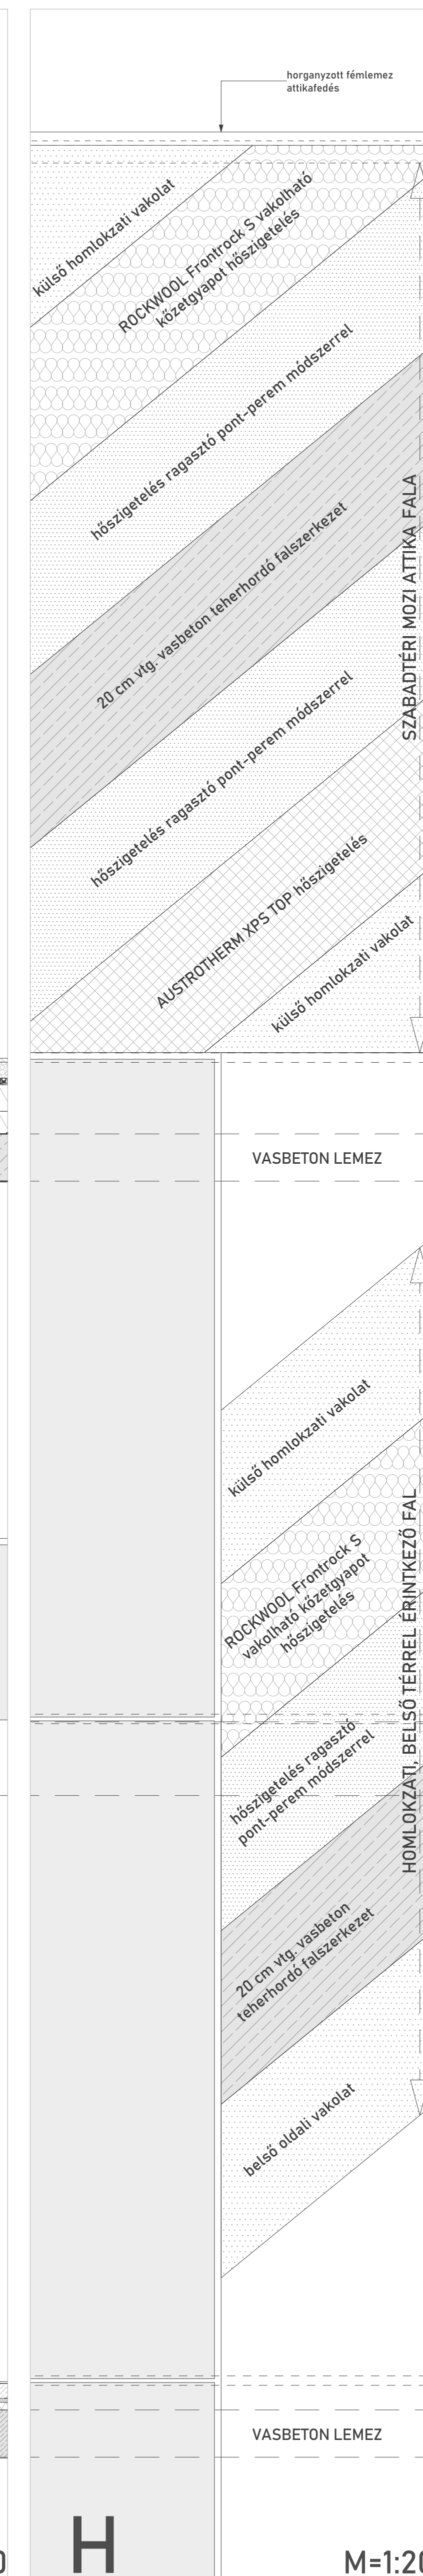 horganyzott fémlemez
attikafedés
külső homlokzati vakolat
ROCKWOOL Frontrock S vakolható
kőzetgyapot hőszigetelés
hőszigetelés ragasztó pont-perem módszerrel
20 cm vtg. vasbeton teherhordó falszerkezet
SZABADTÉRI MOZI ATTIKA FALA
hőszigetelés ragasztó pont-perem módszerrel
AUSTROTHERM XPS TOP hőszigetelés
külső homlokzati vakolat
VASBETON LEMEZ
külső homlokzati vakolat
ROCKWOOL Frontrock S
vakolható kőzetgyapot
hőszigetelés
HOMLOKZATI, BELSŐ TÉRREL ÉRINTKEZŐ FAL
hőszigetelés ragasztó
pont-perem módszerrel
20 cm vtg. vasbeton
teherhordó falszerkezet
belső oldali vakolat
VASBETON LEMEZ
H
M=1:20